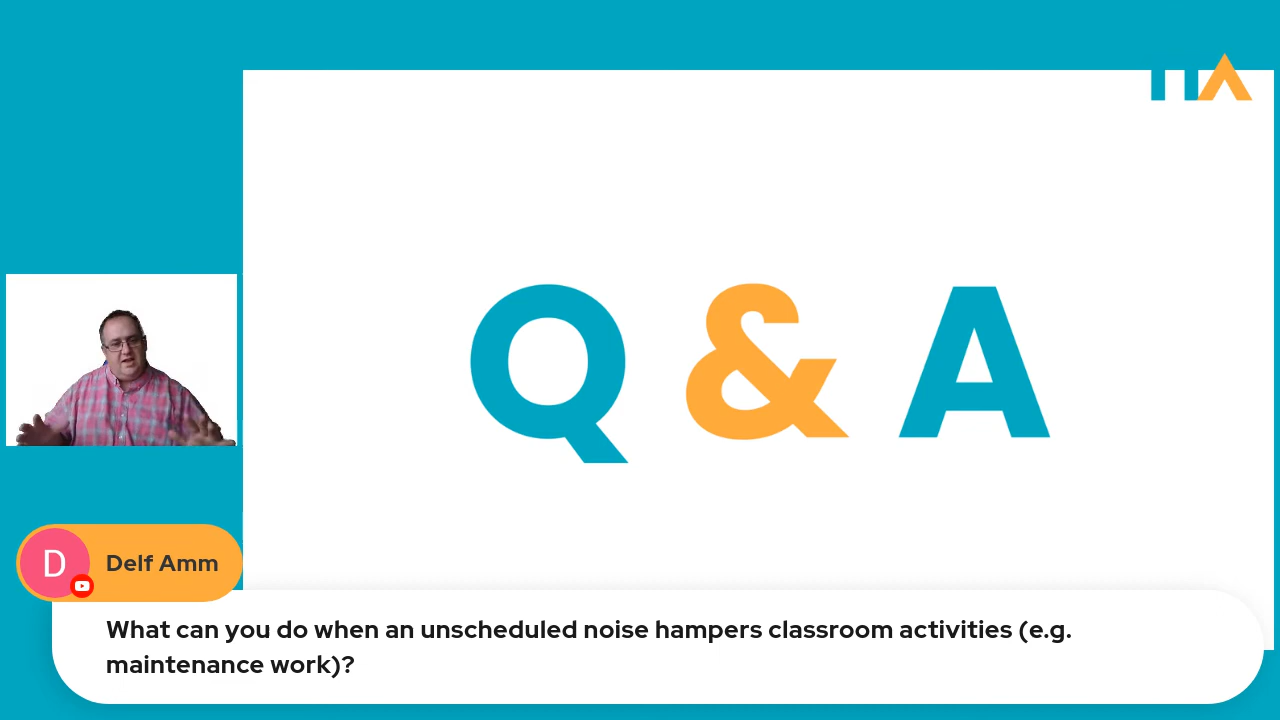 Q & A
D
Delf Amm
What can you do when an unscheduled noise hampers classroom activities (e.g.
maintenance work)?